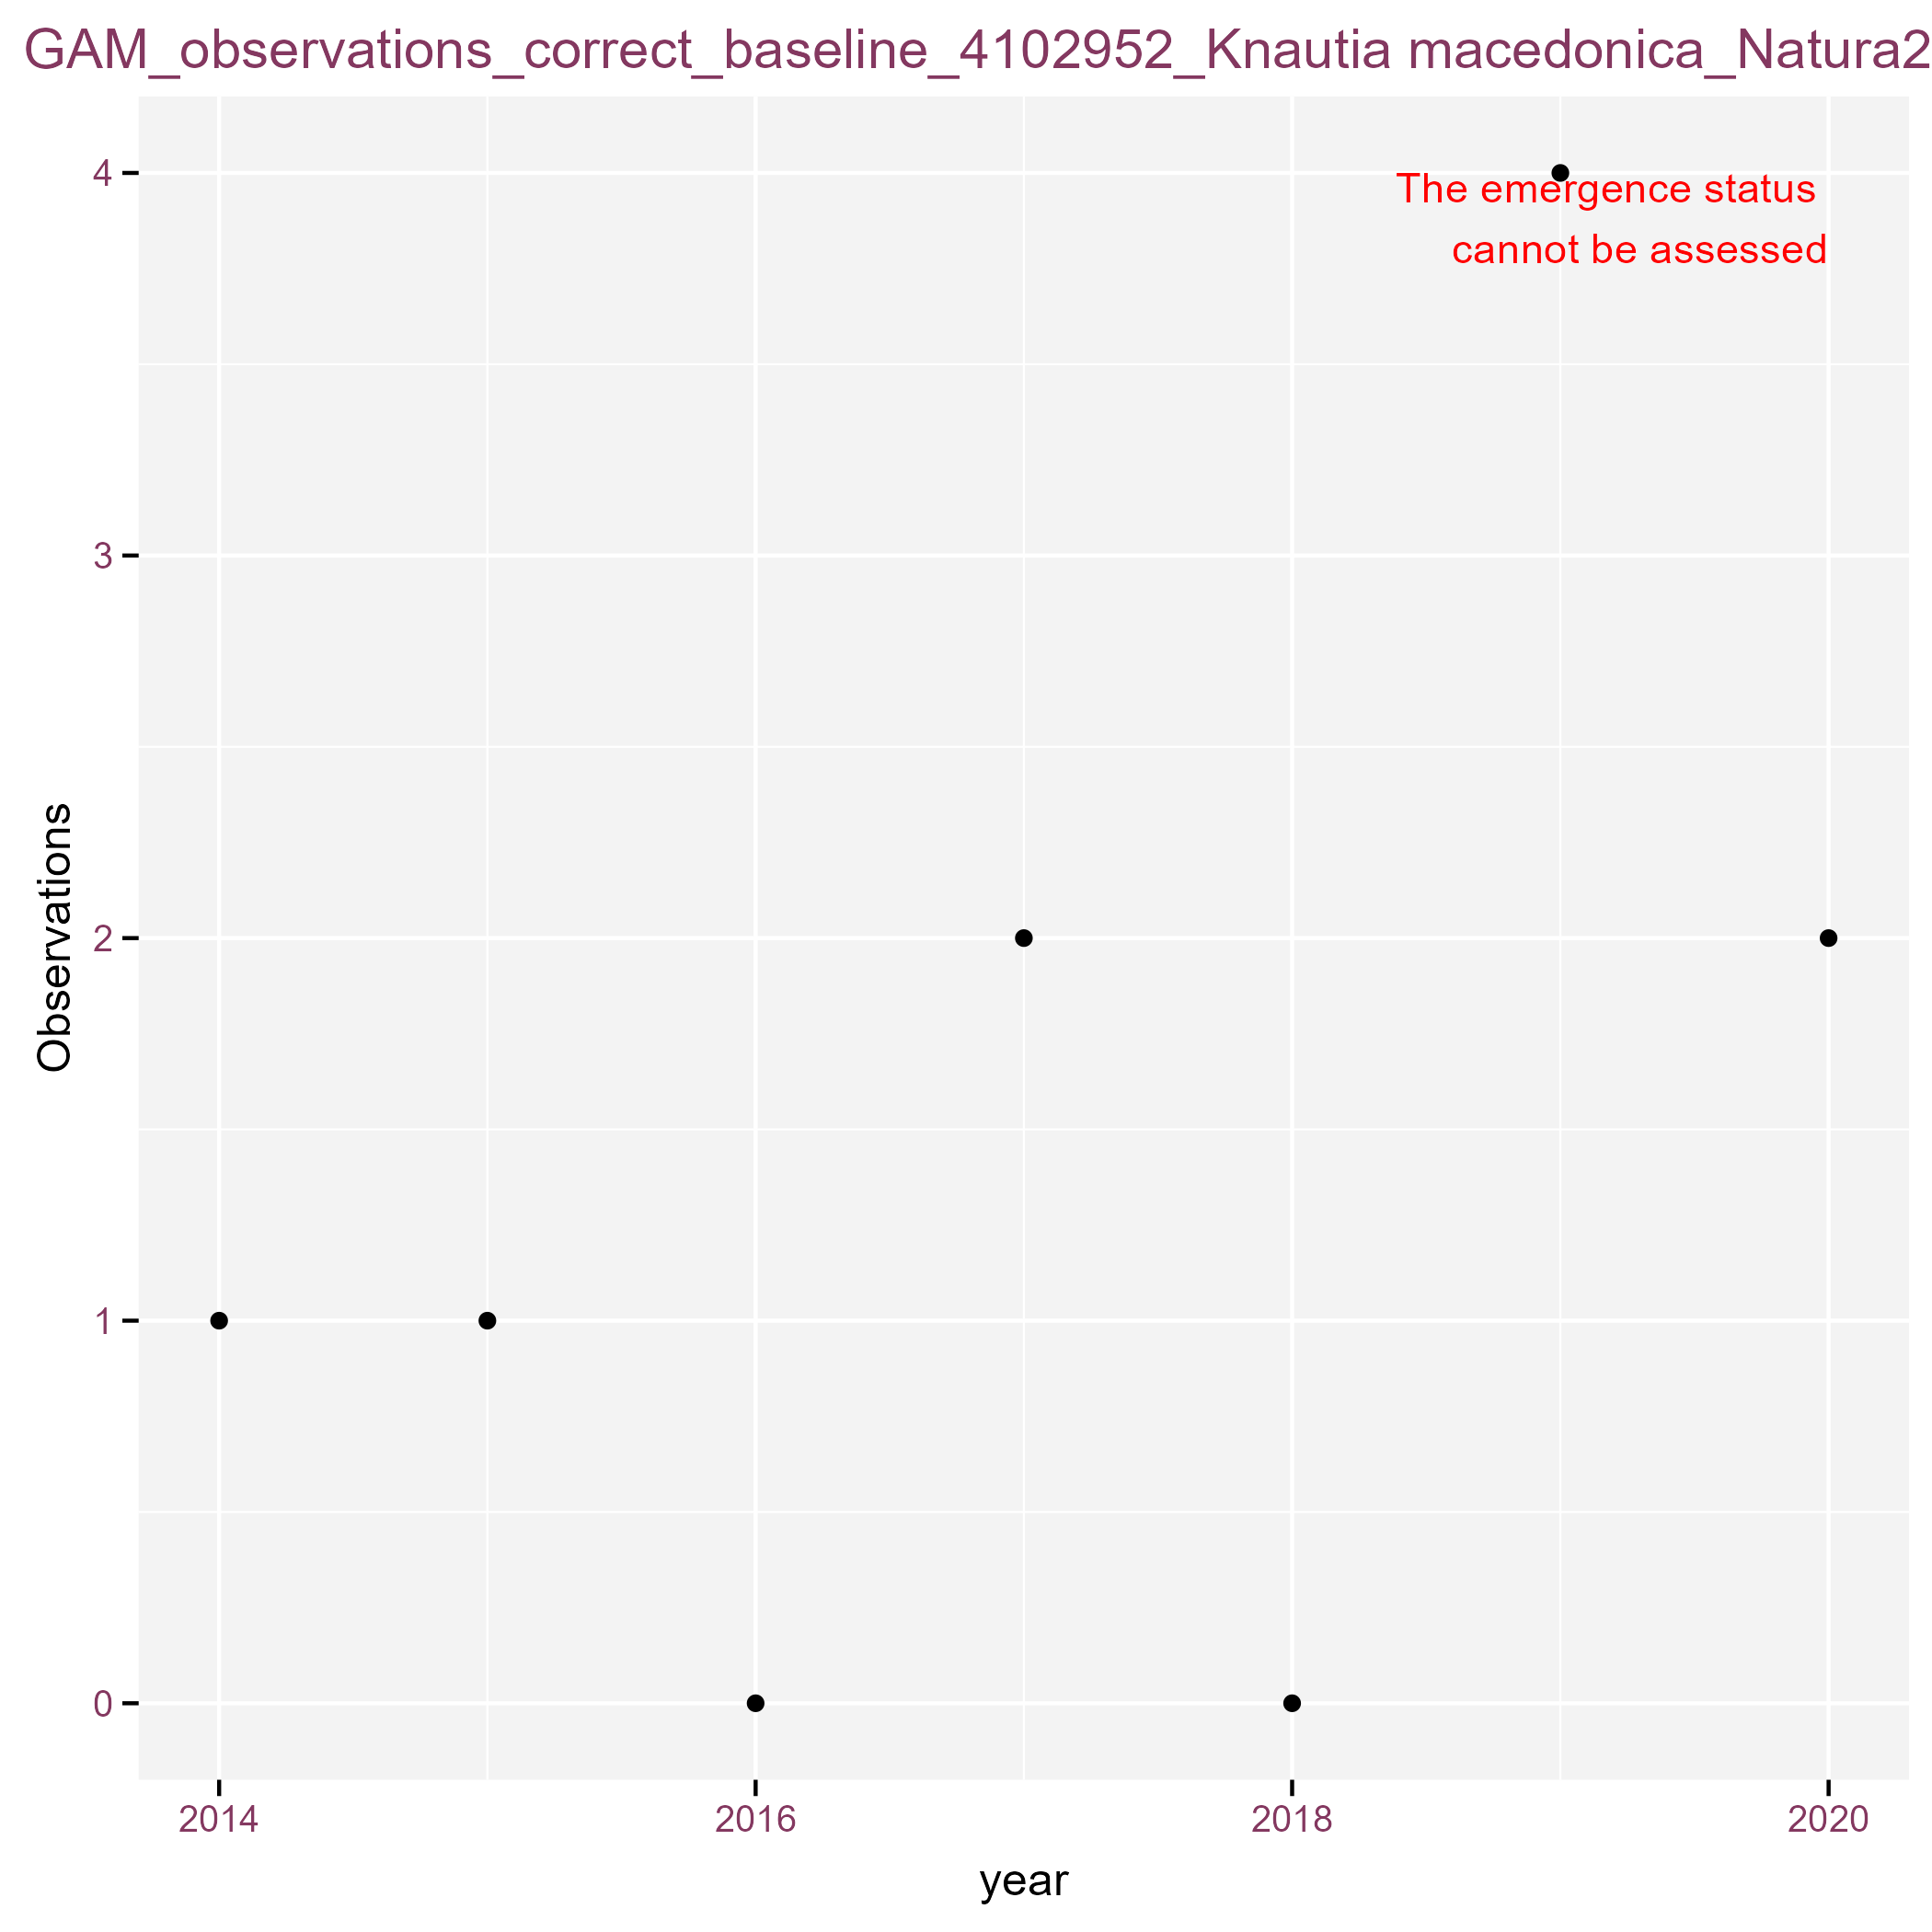 GAM_observations_correct_baseline_4102952_Knautia macedonica_Natura2
4
The emergence status
cannot be assessed
3
2
1
0
Observations
2014 2016 2018 2020
year